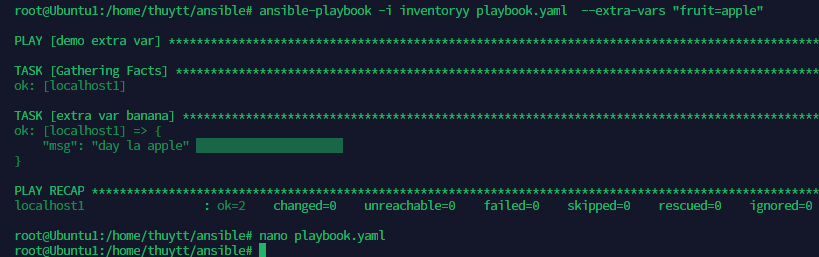 root@Ubuntu1:/home/thuytt/ansible# ansible-playbook -i inventoryy playbook.yaml  --extra-vars "fruit=apple"
PLAY [demo extra var] ******************************************************************************************
TASK [Gathering Facts] *****************************************************************************************
ok: [localhost1]
TASK [extra var banana] ****************************************************************************************
ok: [localhost1] => {
    "msg": "day la apple"
}
PLAY RECAP *****************************************************************************************************
localhost1                 : ok=2    changed=0    unreachable=0    failed=0    skipped=0    rescued=0    ignored=0
root@Ubuntu1:/home/thuytt/ansible# nano playbook.yaml
root@Ubuntu1:/home/thuytt/ansible#